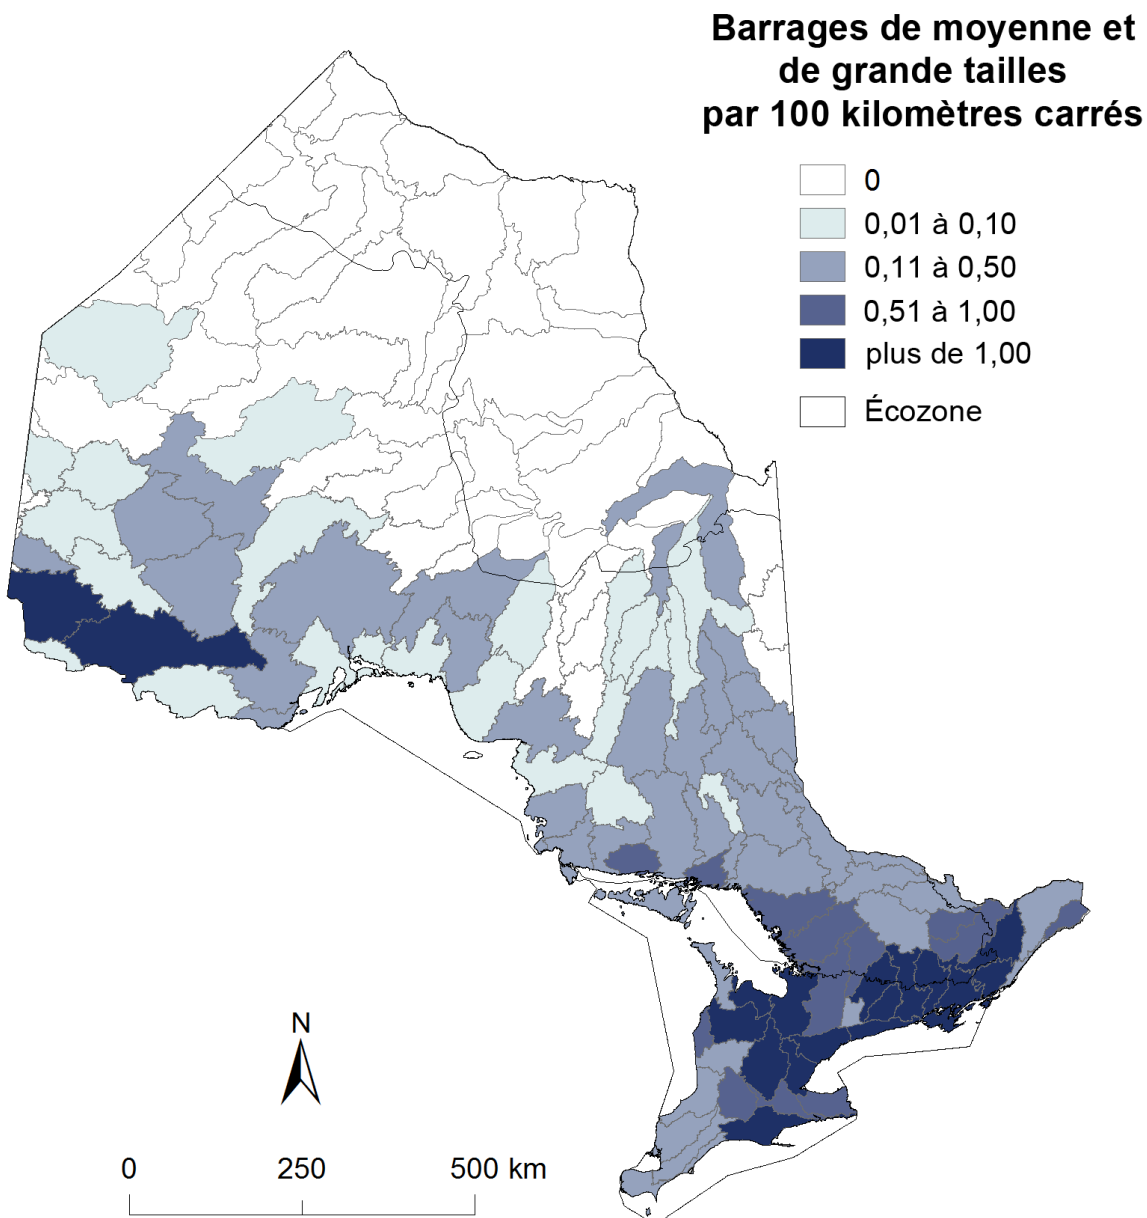 Barrages de moyenne et
de grande tailles
par 100 kilomètres carrés
0
0,01 à 0,10
0,11 à 0,50
0,51 à 1,00
plus de 1,00
Écozone
N
0 250 500 km